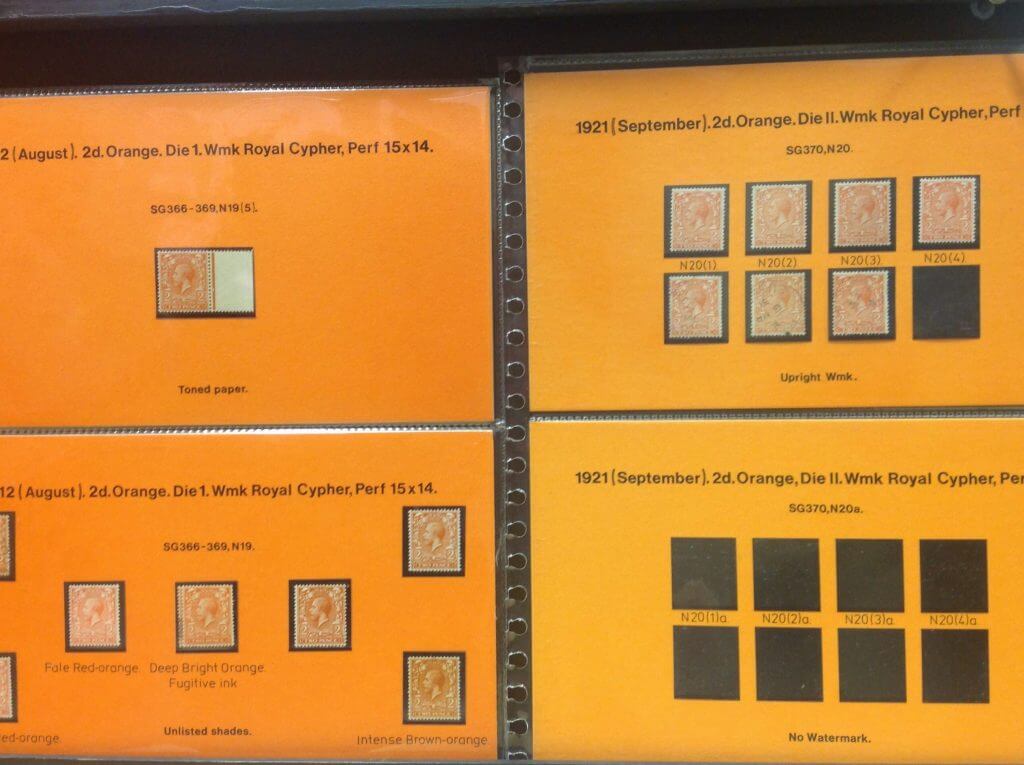 2 (August). 2d. Orange. Die 1. Wmk Royal Cypher, Perf 15x14.
SG366-369, N19(5).
Toned paper.
12 (August). 2d. Orange. Die 1. Wmk Royal Cypher, Perf 15x14.
SG366-369, N19.
Fale Red-orange. Deep Bright Orange.
Fugitive ink
ed-orange.
Unlisted shades.
Intense Brown-orange.
1921 (September). 2d. Orange. Die II. Wmk Royal Cypher, Perf
SG370, N20.
N20(1) N20(2) N20(3) N20(4)
Upright Wmk.
1921 (September). 2d. Orange, Die II. Wmk Royal Cypher, Per
SG370, N20a.
N20(1)a. N20(2)a. N20(3)a. N20(4)a.
No Watermark.